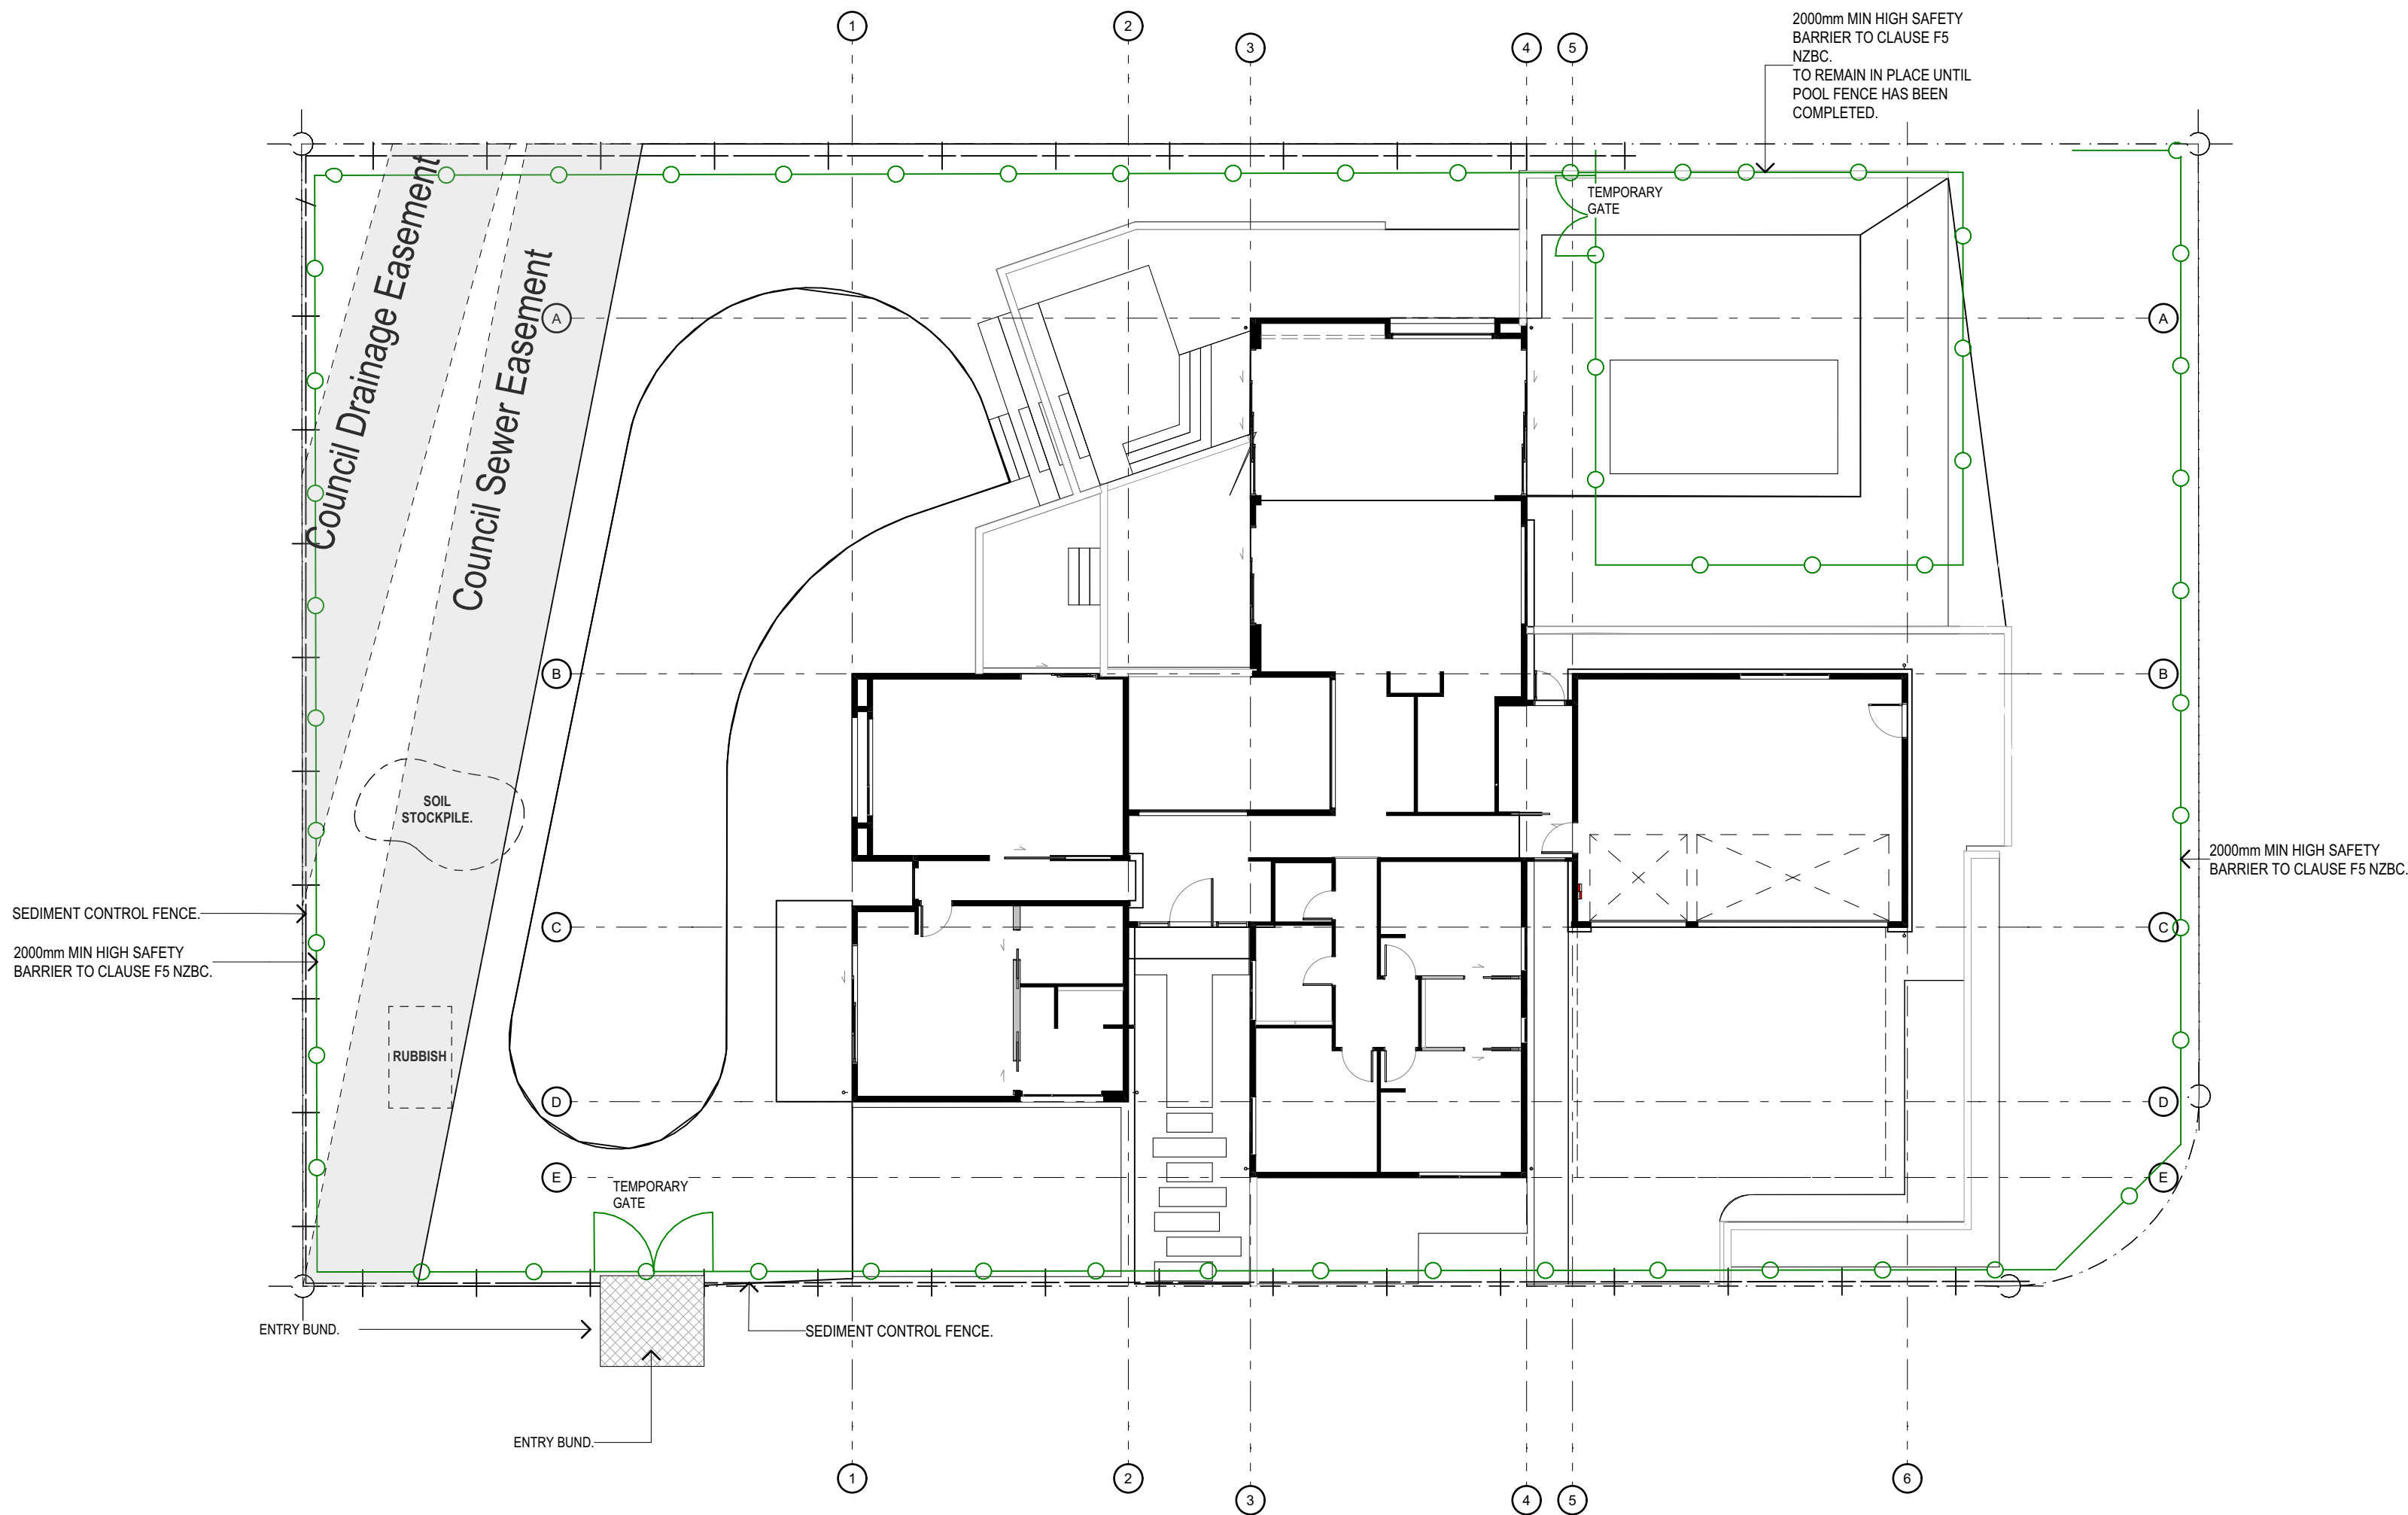 1
2
3
4
5
2000mm MIN HIGH SAFETY
BARRIER TO CLAUSE F5
NZBC.
TO REMAIN IN PLACE UNTIL
POOL FENCE HAS BEEN
COMPLETED.
Council Drainage Easement
Council Sewer Easement
TEMPORARY
GATE
A
A
B
B
SOIL
STOCKPILE.
2000mm MIN HIGH SAFETY
BARRIER TO CLAUSE F5 NZBC.
SEDIMENT CONTROL FENCE.
C
C
2000mm MIN HIGH SAFETY
BARRIER TO CLAUSE F5 NZBC.
RUBBISH
D
D
E
E
TEMPORARY
GATE
ENTRY BUND.
SEDIMENT CONTROL FENCE.
ENTRY BUND.
1
2
3
4
5
6